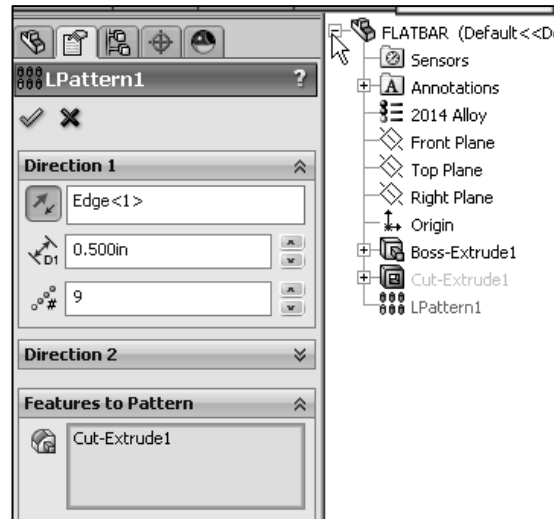 LPattern1 ?
Direction 1
Edge<1>
D1 0.500in
# 9
Direction 2
Features to Pattern
Cut-Extrude1
FLATBAR (Default<<De
Sensors
A Annotations
2014 Alloy
Front Plane
Top Plane
Right Plane
Origin
Boss-Extrude1
Cut-Extrude1
LPattern1